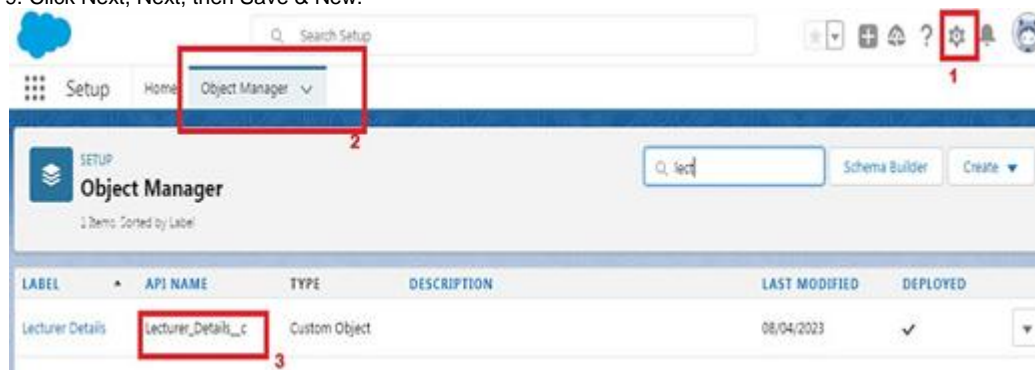 9. Click Next, Next, then Save & New.
Search Setup
1
Setup Home Object Manager
2
SETUP
Object Manager
lect Schema Builder Create
1 Items. Sorted by Label
LABEL API NAME TYPE DESCRIPTION LAST MODIFIED DEPLOYED
Lecturer Details Lecturer_Details__c Custom Object 08/04/2023
3